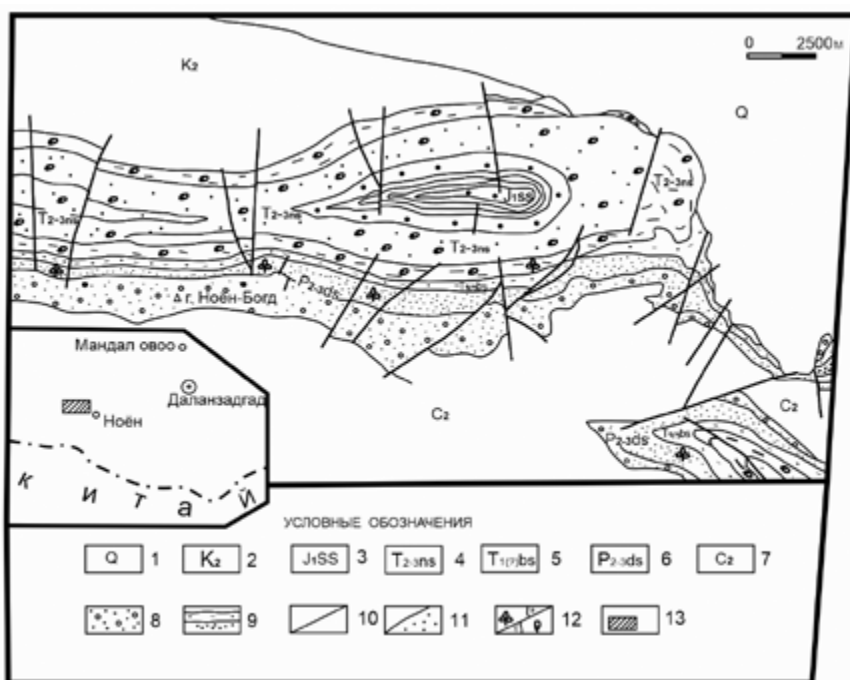 0 2500м
K₂
Q
J₁SS
T₂₋₃ns
T₂₋₃ns
T₂₋₃ns
T₂₋₃ns
P₂₋₃ds
г. Ноён-Богд
Мандал овоо
Даланзадгад
Ноён
C₂
C₂
P₂₋₃ds
К И Т а Й
УСЛОВНЫЕ ОБОЗНАЧЕНИЯ
Q 1 K₂ 2 J₁SS 3 T₂₋₃ns 4 T₁₍?₎bs 5 P₂₋₃ds 6 C₂ 7
8 9 10 11 12 13